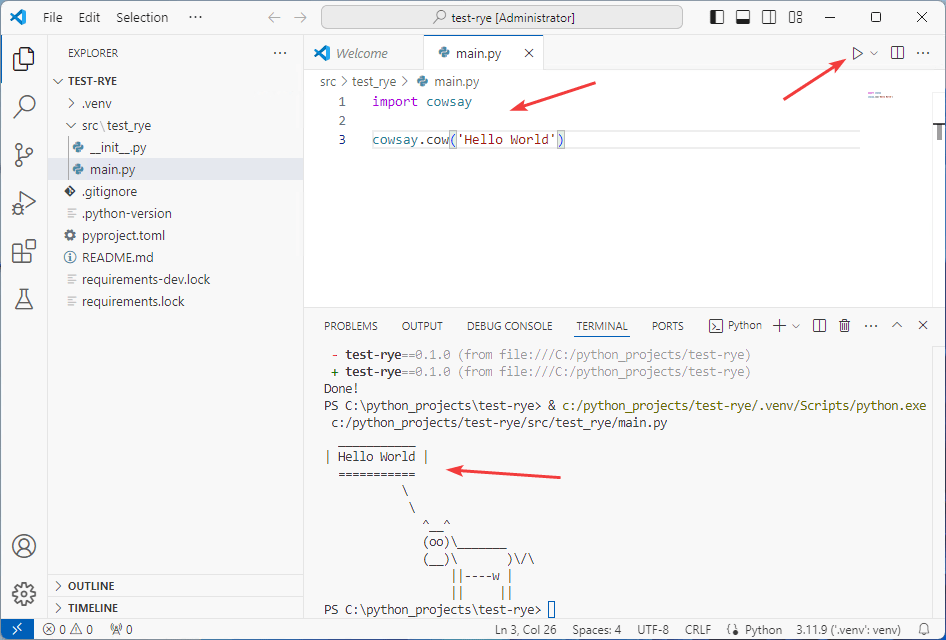 File Edit Selection ··· test-rye [Administrator]
EXPLORER ···
TEST-RYE
.venv
src\test_rye
__init__.py
main.py
.gitignore
.python-version
pyproject.toml
README.md
requirements-dev.lock
requirements.lock
OUTLINE
TIMELINE
Welcome main.py
src > test_rye > main.py
1 import cowsay
2
3 cowsay.cow('Hello World')
PROBLEMS OUTPUT DEBUG CONSOLE TERMINAL PORTS Python
- test-rye==0.1.0 (from file:///C:/python_projects/test-rye)
+ test-rye==0.1.0 (from file:///C:/python_projects/test-rye)
Done!
PS C:\python_projects\test-rye> & c:/python_projects/test-rye/.venv/Scripts/python.exe
c:/python_projects/test-rye/src/test_rye/main.py
  ___________
| Hello World |
  ===========
           \
            \
              ^__^
              (oo)\_______
              (__)\       )\/\
                  ||----w |
                  ||     ||
PS C:\python_projects\test-rye>
0 0 0 Ln 3, Col 26 Spaces: 4 UTF-8 CRLF Python 3.11.9 ('.venv': venv)